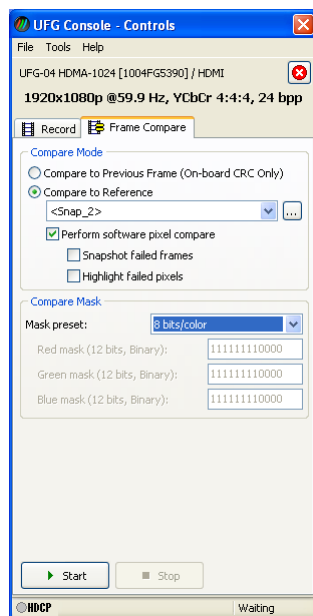 UFG Console - Controls
File Tools Help
UFG-04 HDMA-1024 [1004FG5390] / HDMI
1920x1080p @59.9 Hz, YCbCr 4:4:4, 24 bpp
Record Frame Compare
Compare Mode
Compare to Previous Frame (On-board CRC Only)
Compare to Reference
<Snap_2> ...
Perform software pixel compare
Snapshot failed frames
Highlight failed pixels
Compare Mask
Mask preset: 8 bits/color
Red mask (12 bits, Binary): 111111110000
Green mask (12 bits, Binary): 111111110000
Blue mask (12 bits, Binary): 111111110000
Start Stop
HDCP Waiting